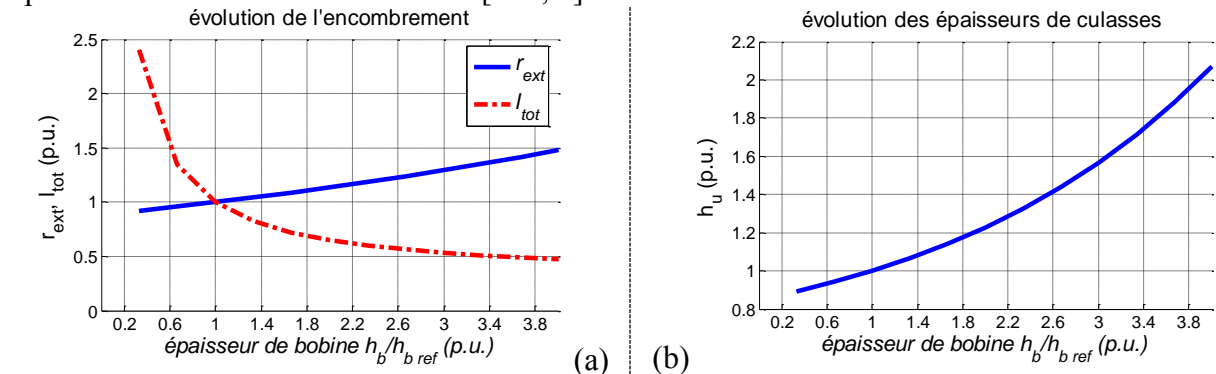 évolution de l'encombrement
2.5
2
1.5
1
0.5
0
r_ext, l_tot (p.u.)
r_ext
l_tot
0.2 0.6 1 1.4 1.8 2.2 2.6 3 3.4 3.8
épaisseur de bobine h_b/h_b ref (p.u.)
(a)
évolution des épaisseurs de culasses
2.2
2
1.8
1.6
1.4
1.2
1
0.8
h_u (p.u.)
0.2 0.6 1 1.4 1.8 2.2 2.6 3 3.4 3.8
épaisseur de bobine h_b/h_b ref (p.u.)
(b)